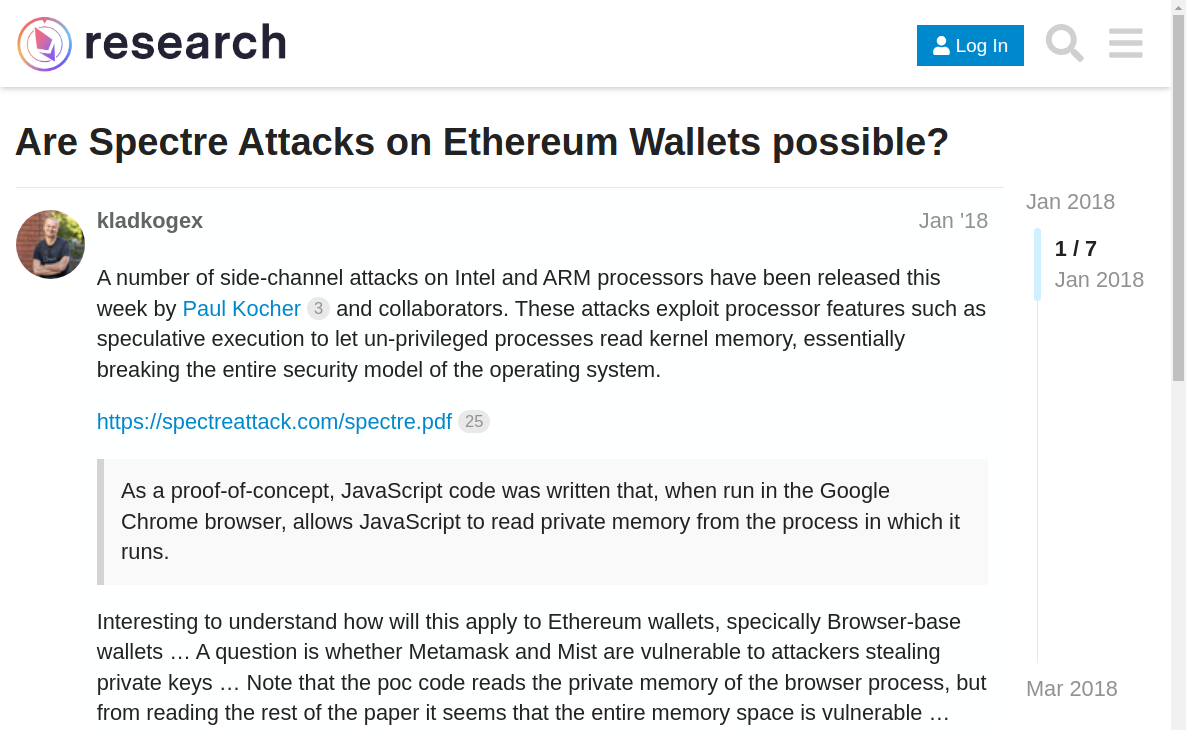 research
Log In
Are Spectre Attacks on Ethereum Wallets possible?
Jan 2018
kladkogex
Jan '18
1 / 7
Jan 2018
A number of side-channel attacks on Intel and ARM processors have been released this
week by Paul Kocher 3 and collaborators. These attacks exploit processor features such as
speculative execution to let un-privileged processes read kernel memory, essentially
breaking the entire security model of the operating system.
https://spectreattack.com/spectre.pdf 25
As a proof-of-concept, JavaScript code was written that, when run in the Google
Chrome browser, allows JavaScript to read private memory from the process in which it
runs.
Interesting to understand how will this apply to Ethereum wallets, specically Browser-base
wallets … A question is whether Metamask and Mist are vulnerable to attackers stealing
private keys … Note that the poc code reads the private memory of the browser process, but
from reading the rest of the paper it seems that the entire memory space is vulnerable …
Mar 2018